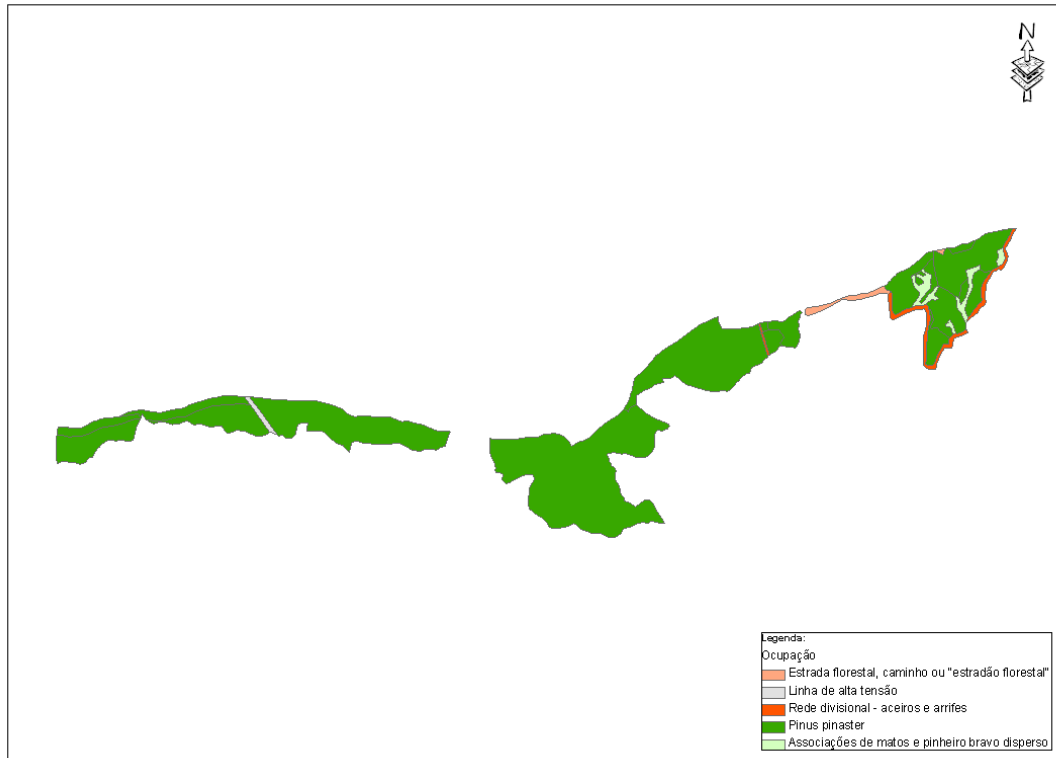 N
Legenda:
Ocupação
Estrada florestal, caminho ou "estradão florestal"
Linha de alta tensão
Rede divisional - aceiros e arrifes
Pinus pinaster
Associações de matos e pinheiro bravo disperso